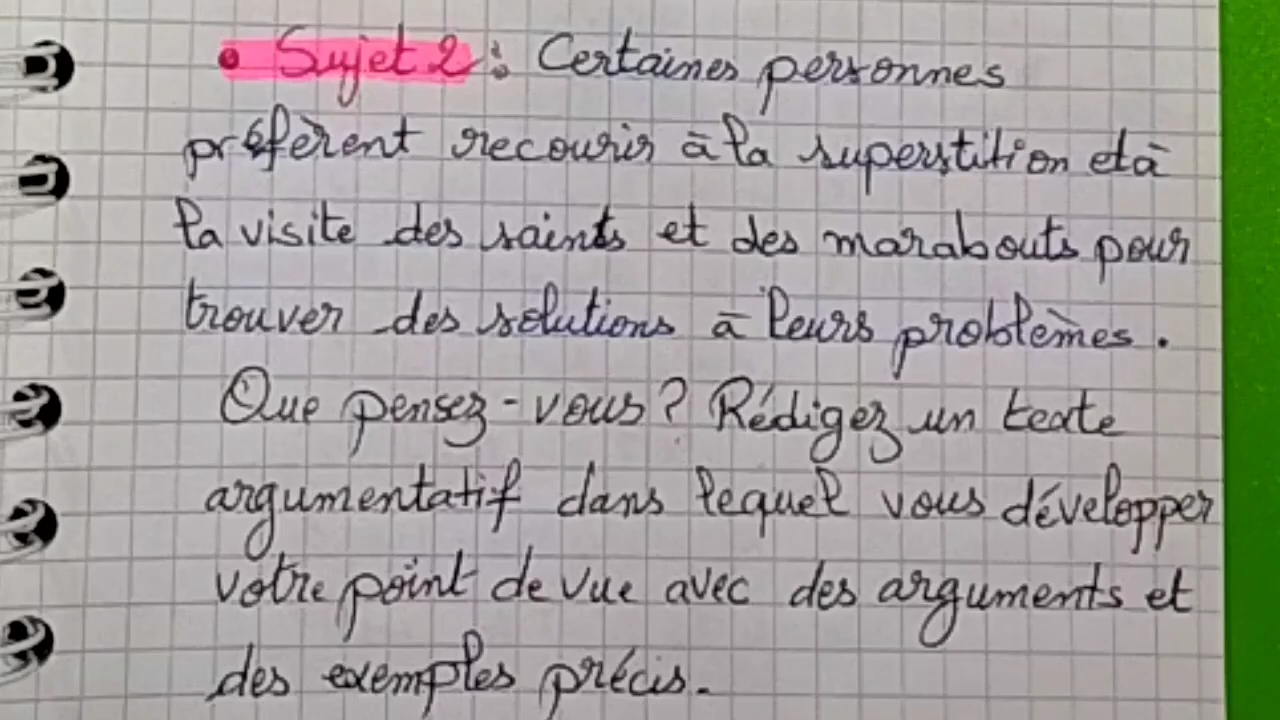 • Sujet 2 : Certaines personnes
préfèrent recourir à la superstition et à
la visite des saints et des marabouts pour
trouver des solutions à leurs problèmes.
Que pensez-vous ? Rédigez un texte
argumentatif dans lequel vous développer
votre point de vue avec des arguments et
des exemples précis.